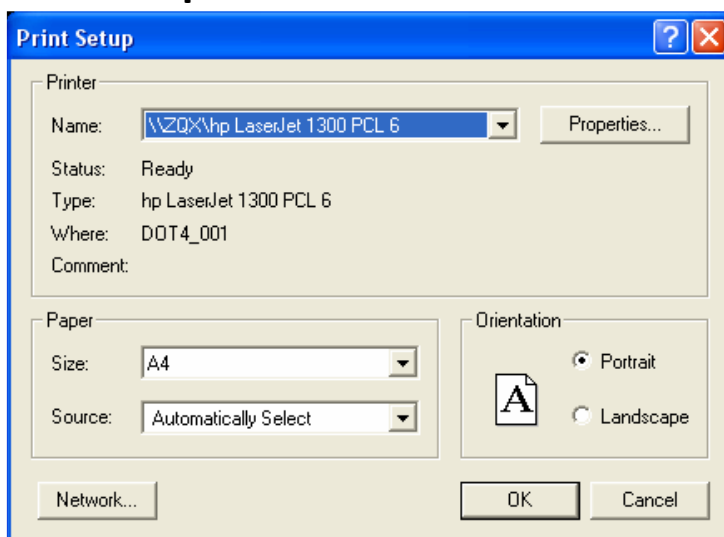 Print Setup
Printer
Name: \\ZQX\hp LaserJet 1300 PCL 6 Properties...
Status: Ready
Type: hp LaserJet 1300 PCL 6
Where: DOT4_001
Comment:
Paper
Size: A4
Source: Automatically Select
Orientation
A
Portrait
Landscape
Network... OK Cancel